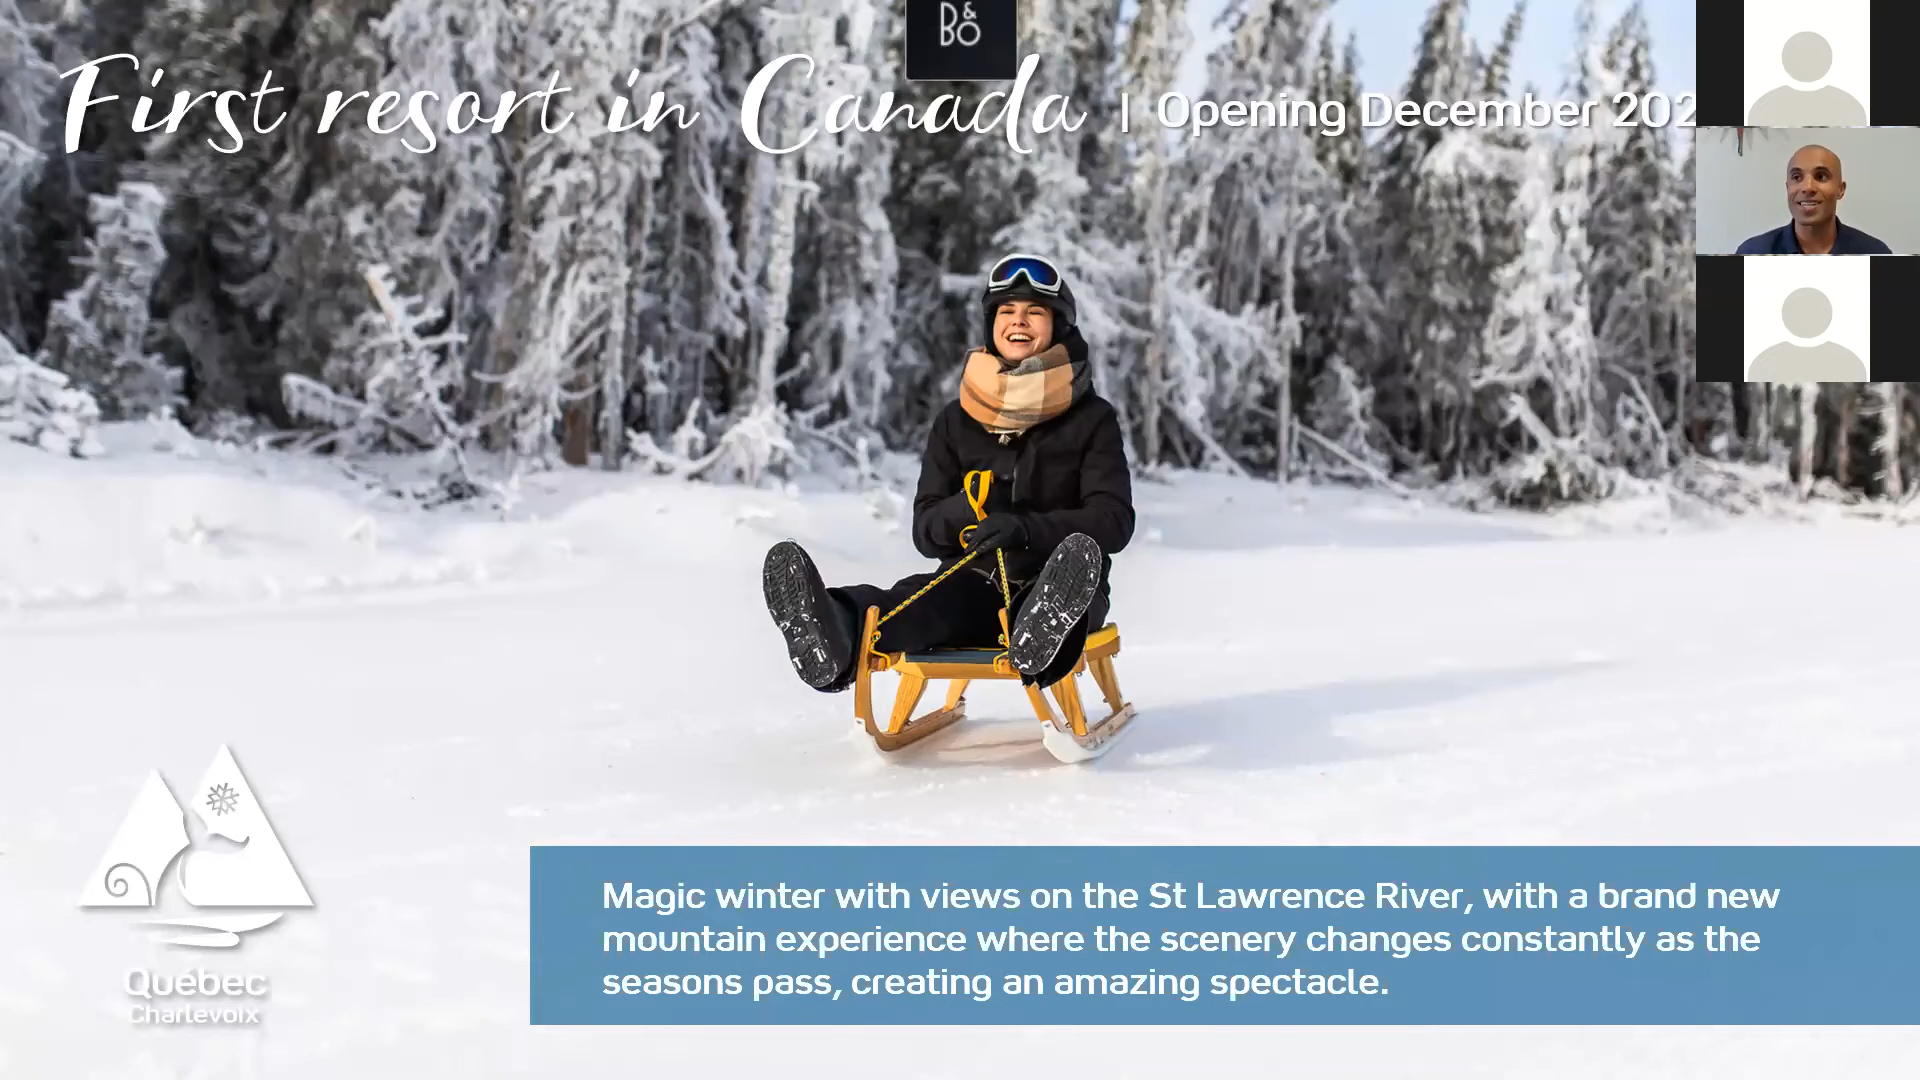 B&O
First resort in Canada | Opening December 202
Magic winter with views on the St Lawrence River, with a brand new
mountain experience where the scenery changes constantly as the
seasons pass, creating an amazing spectacle.
Québec
Charlevoix